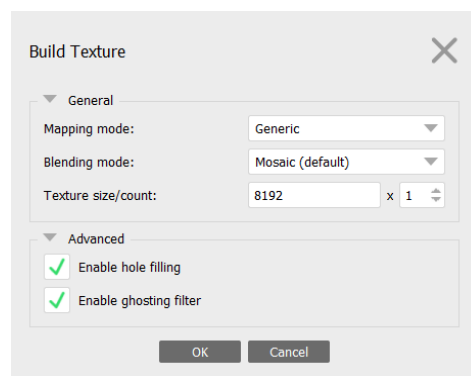 Build Texture
General
Mapping mode: Generic
Blending mode: Mosaic (default)
Texture size/count: 8192 x 1
Advanced
Enable hole filling
Enable ghosting filter
OK Cancel